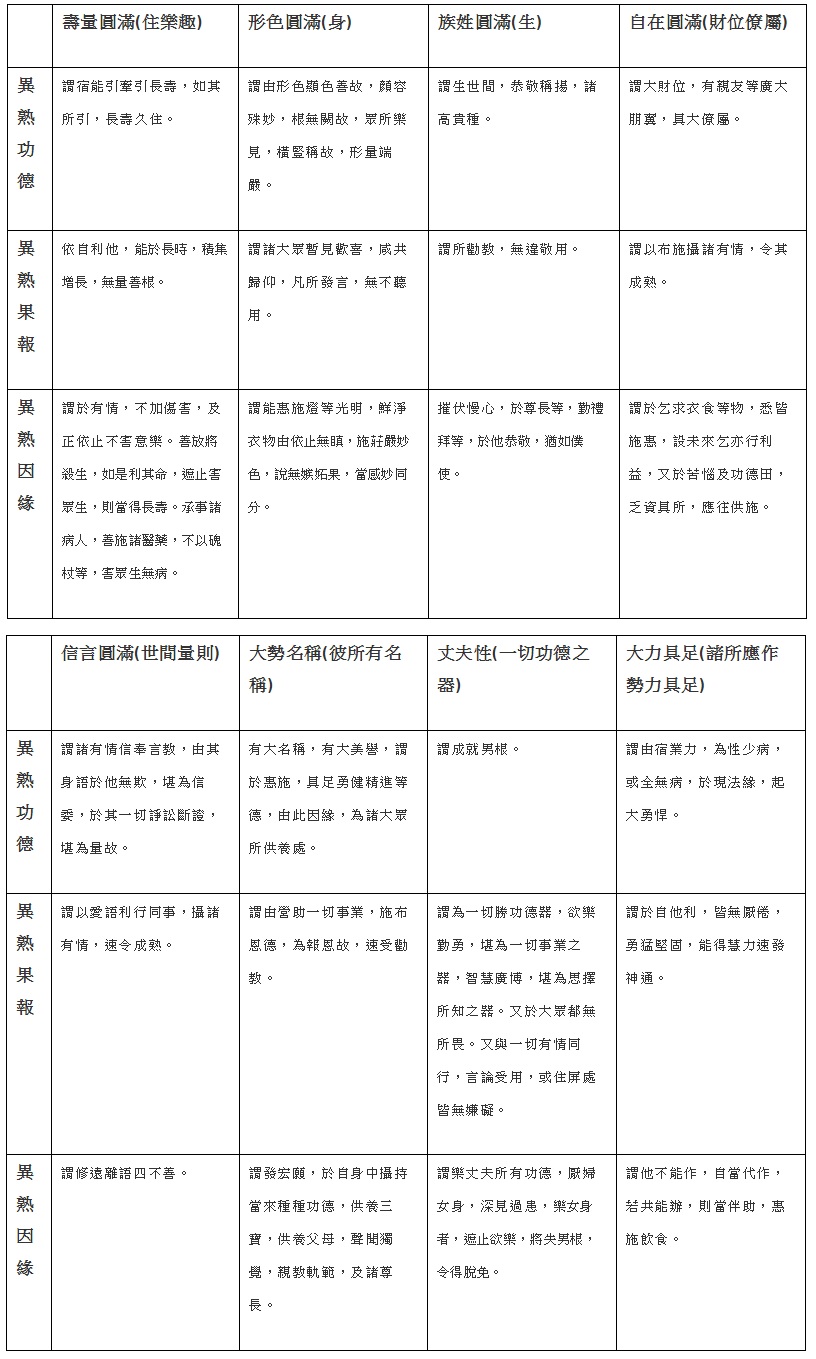 壽量圓滿(住樂趣)
形色圓滿(身)
族姓圓滿(生)
自在圓滿(財位僚屬)
異
熟
功
德
謂宿能引牽引長壽，如其
所引，長壽久住。
謂由形色顯色善故，顏容
殊妙，根無闕故，眾所樂
見，橫豎稱故，形量端
嚴。
謂生世間，恭敬稱揚，諸
高貴種。
謂大財位，有親友等廣大
朋翼，具大僚屬。
異
熟
果
報
依自利他，能於長時，積集
增長，無量善根。
謂諸大眾暫見歡喜，咸共
歸仰，凡所發言，無不聽
用。
謂所勸教，無違敬用。
謂以布施攝諸有情，令其
成熟。
異
熟
因
緣
謂於有情，不加傷害，及
正依止不害意樂。善放將
殺生，如是利其命，遮止害
眾生，則當得長壽。承事諸
病人，善施諸醫藥，不以磈
杖等，害眾生無病。
謂能惠施燈等光明，鮮淨
衣物由依止無瞋，施莊嚴妙
色，說無嫉妬果，當感妙同
分。
摧伏慢心，於尊長等，勤禮
拜等，於他恭敬，猶如僕
使。
謂於乞求衣食等物，悉皆
施惠，設未來乞亦行利
益，又於苦惱及功德田，
乏資具所，應往供施。
信言圓滿(世間量則)
大勢名稱(彼所有名
稱)
丈夫性(一切功德之
器)
大力具足(諸所應作
勢力具足)
異
熟
功
德
謂諸有情信奉言教，由其
身語於他無欺，堪為信
委，於其一切諍訟斷證，
堪為量故。
有大名稱，有大美譽，謂
於惠施，具足勇健精進等
德，由此因緣，為諸大眾
所供養處。
謂成就男根。
謂由宿業力，為性少病，
或全無病，於現法緣，起
大勇悍。
異
熟
果
報
謂以愛語利行同事，攝諸
有情，速令成熟。
謂由營助一切事業，施布
恩德，為報恩故，速受勸
教。
謂為一切勝功德器，欲樂
勤勇，堪為一切事業之
器，智慧廣博，堪為思擇
所知之器。又於大眾都無
所畏。又與一切有情同
行，言論受用，或住屏處
皆無嫌礙。
謂於自他利，皆無厭倦，
勇猛堅固，能得慧力速發
神通。
異
熟
因
緣
謂修遠離語四不善。
謂發宏願，於自身中攝持
當來種種功德，供養三
寶，供養父母，聲聞獨
覺，親教軌範，及諸尊
長。
謂樂丈夫所有功德，厭婦
女身，深見過患，樂女身
者，遮止欲樂，將失男根，
令得脫免。
謂他不能作，自當代作，
若共能辦，則當伴助，惠
施飲食。